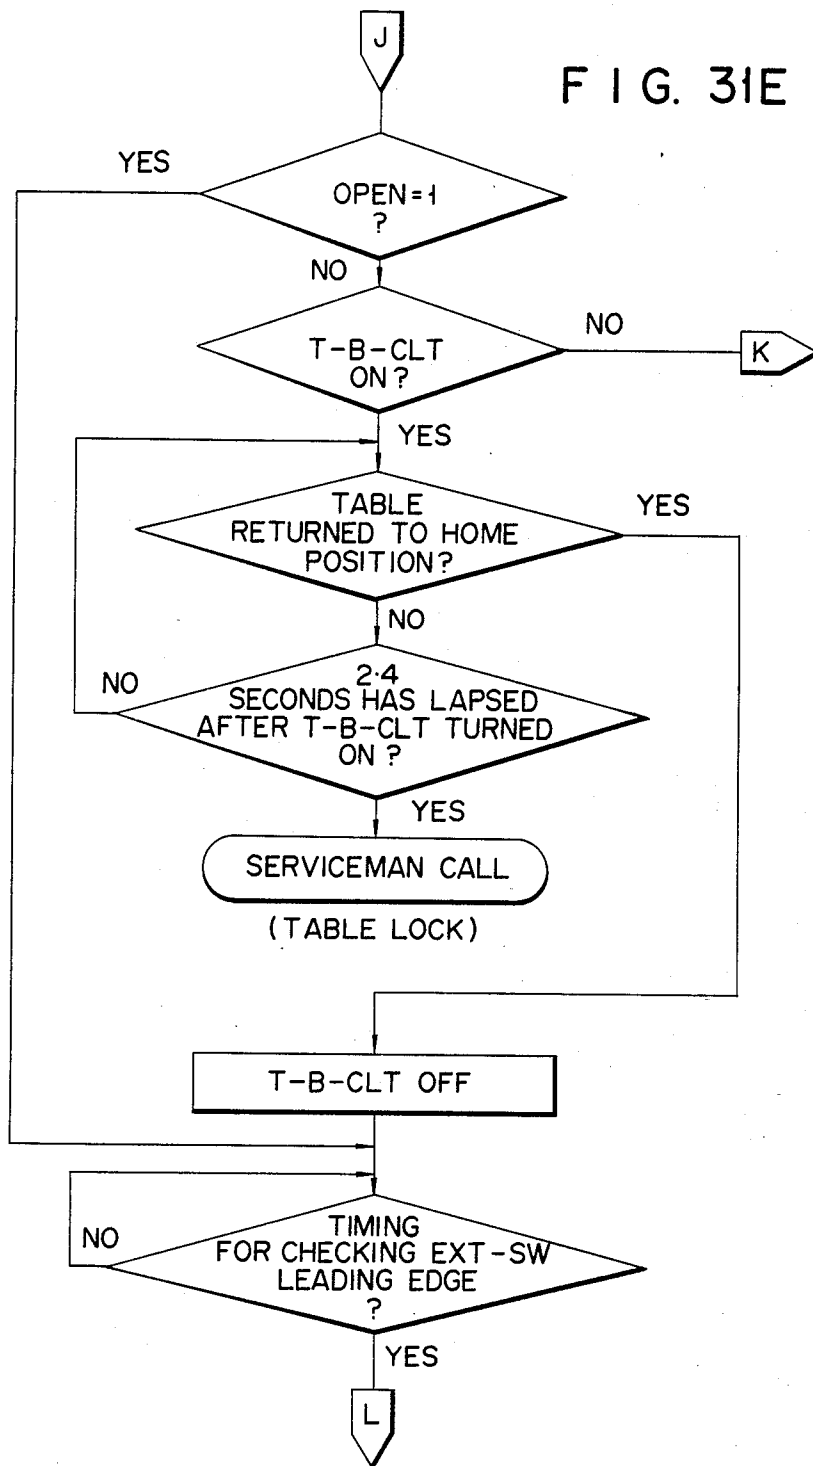 J
F I G. 31E
YES
OPEN=1
?
NO
T-B-CLT
ON?
NO
K
YES
TABLE
RETURNED TO HOME
POSITION?
YES
NO
2·4
SECONDS HAS LAPSED
AFTER T-B-CLT TURNED
ON ?
NO
YES
SERVICEMAN CALL
(TABLE LOCK)
T-B-CLT OFF
NO
TIMING
FOR CHECKING EXT-SW
LEADING EDGE
?
YES
L